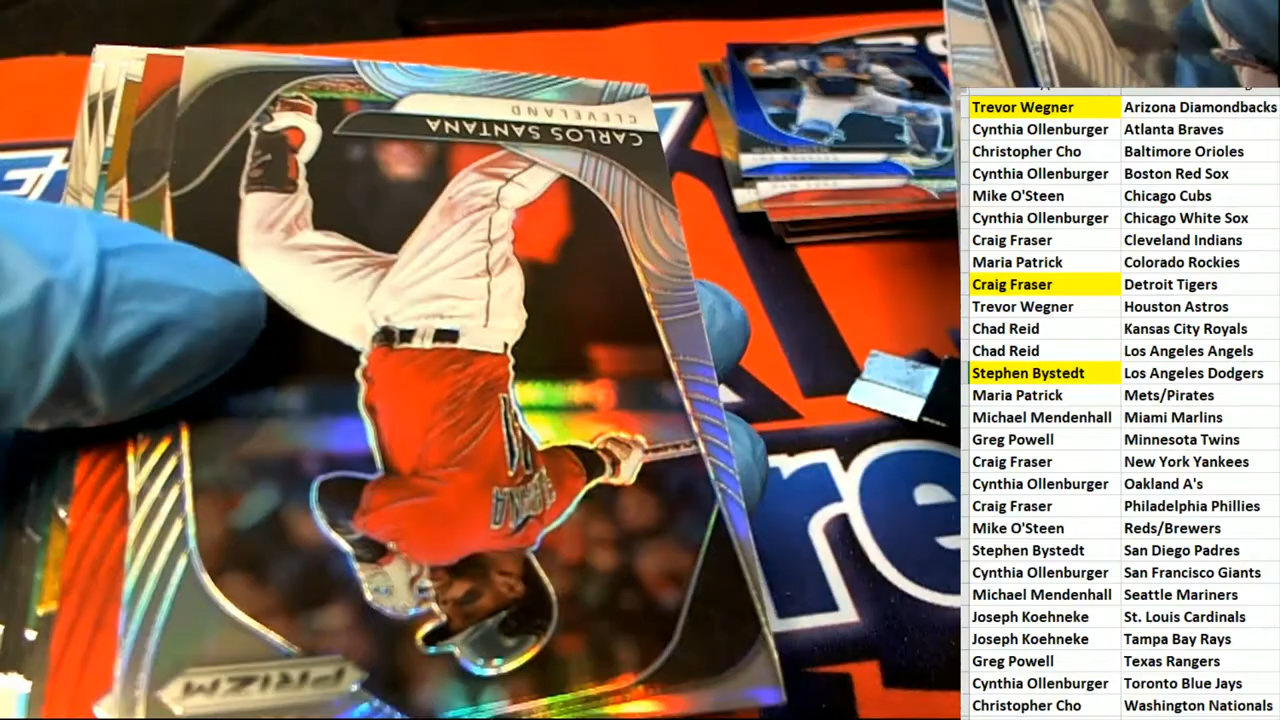 CARLOS SANTANA
CLEVELAND
SANTANA
41
PRIZM
re
Trevor Wegner Arizona Diamondbacks
Cynthia Ollenburger Atlanta Braves
Christopher Cho Baltimore Orioles
Cynthia Ollenburger Boston Red Sox
Mike O'Steen Chicago Cubs
Cynthia Ollenburger Chicago White Sox
Craig Fraser Cleveland Indians
Maria Patrick Colorado Rockies
Craig Fraser Detroit Tigers
Trevor Wegner Houston Astros
Chad Reid Kansas City Royals
Chad Reid Los Angeles Angels
Stephen Bystedt Los Angeles Dodgers
Maria Patrick Mets/Pirates
Michael Mendenhall Miami Marlins
Greg Powell Minnesota Twins
Craig Fraser New York Yankees
Cynthia Ollenburger Oakland A's
Craig Fraser Philadelphia Phillies
Mike O'Steen Reds/Brewers
Stephen Bystedt San Diego Padres
Cynthia Ollenburger San Francisco Giants
Michael Mendenhall Seattle Mariners
Joseph Koehneke St. Louis Cardinals
Joseph Koehneke Tampa Bay Rays
Greg Powell Texas Rangers
Cynthia Ollenburger Toronto Blue Jays
Christopher Cho Washington Nationals